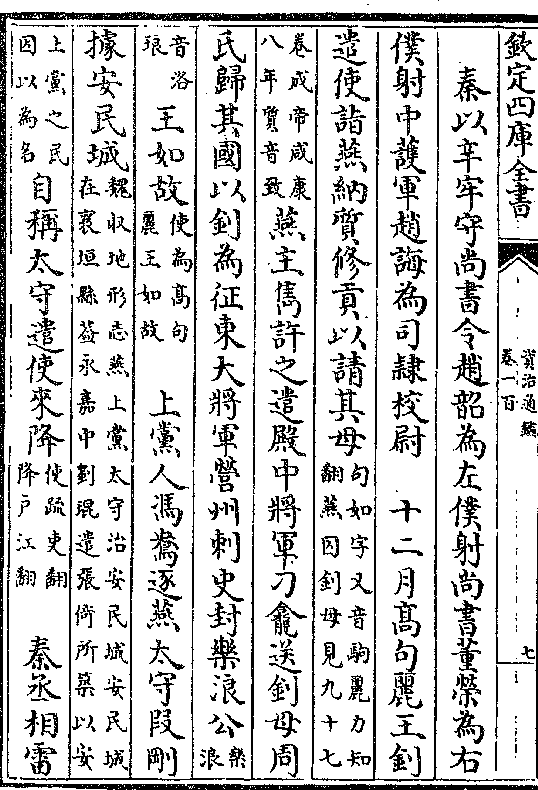 欽定四庫全書
資治通鑑
卷一百
七
秦以辛牢守尚書令趙韶為左僕射尚書董榮為右
僕射中護軍趙誨為司隸校尉　十二月髙句麗王釗
遣使詣燕納質修貢以請其母句如字又音駒麗力知翻燕因釗母見九十七
卷成帝咸康八年質音致燕主雋許之遣殿中將軍刁龕送釗母周
氏歸其國以釗為征東大將軍營州刺史封樂浪公樂浪
音洛琅王如故使為髙句麗王如故　上黨人馮鴦逐燕太守段剛
據安民城魏收地形志燕上黨太守治安民城安民城在襄垣縣葢永嘉中劉琨遣張倚所築以安
上黨之民因以為名自稱太守遣使來降使疏吏翻降户江翻　秦丞相雷